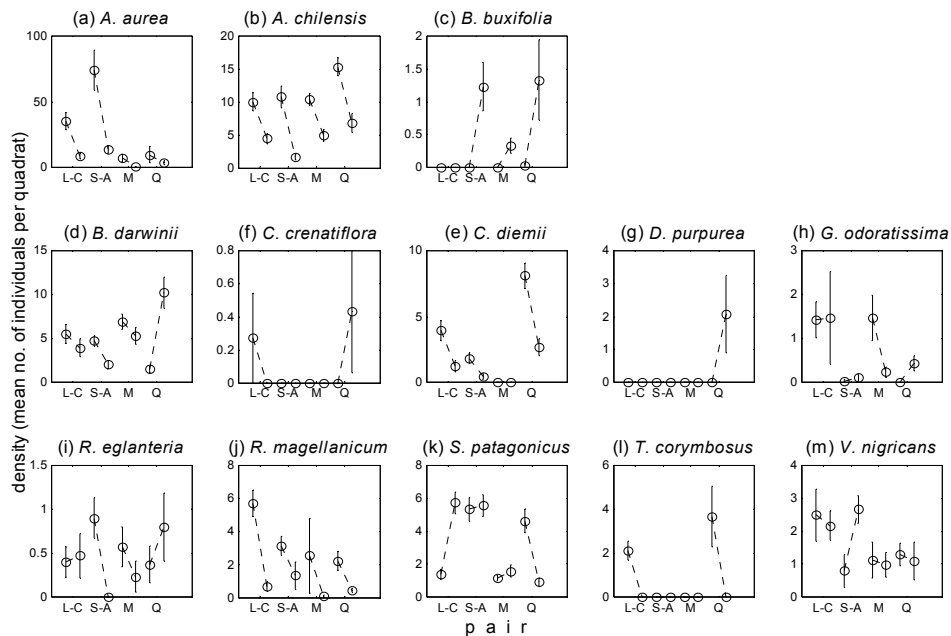 (a) A. aurea
(b) A. chilensis
(c) B. buxifolia
100
50
0
L-C S-A M Q
20
15
10
5
0
L-C S-A M Q
2
1.5
1
0.5
0
L-C S-A M Q
density (mean no. of individuals per quadrat)
(d) B. darwinii
(f) C. crenatiflora
(e) C. diemii
(g) D. purpurea
(h) G. odoratissima
15
10
5
0
L-C S-A M Q
0.8
0.6
0.4
0.2
0
L-C S-A M Q
10
5
0
L-C S-A M Q
4
3
2
1
0
L-C S-A M Q
3
2
1
0
L-C S-A M Q
(i) R. eglanteria
(j) R. magellanicum
(k) S. patagonicus
(l) T. corymbosus
(m) V. nigricans
1.5
1
0.5
0
L-C S-A M Q
8
6
4
2
0
L-C S-A M Q
8
6
4
2
0
L-C S-A M Q
6
4
2
0
L-C S-A M Q
4
3
2
1
0
L-C S-A M Q
p a i r